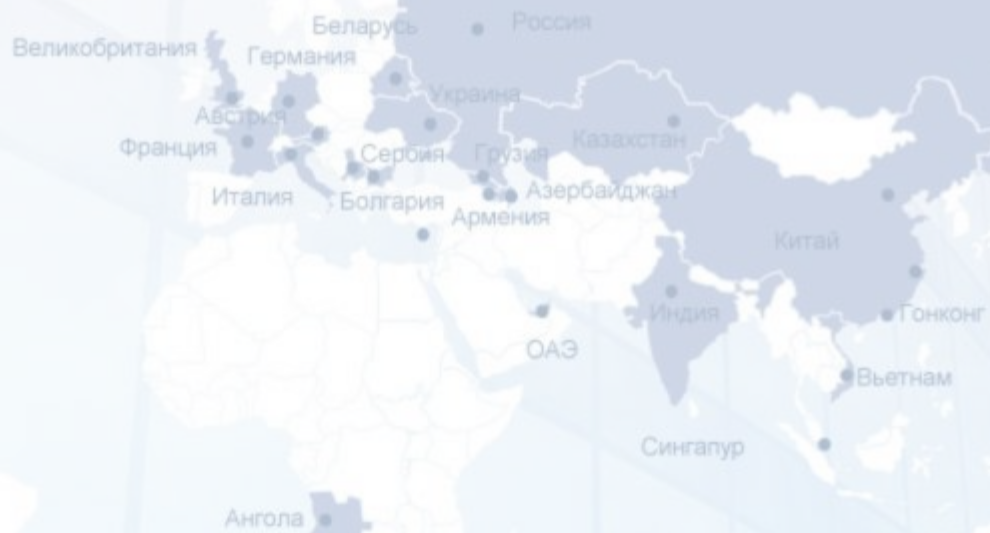 Россия
Беларусь
Великобритания
Германия
Украина
Австрия
Казахстан
Франция
Сербия
Грузия
Азербайджан
Италия
Болгария
Армения
Китай
Индия
Гонконг
ОАЭ
Вьетнам
Сингапур
Ангола